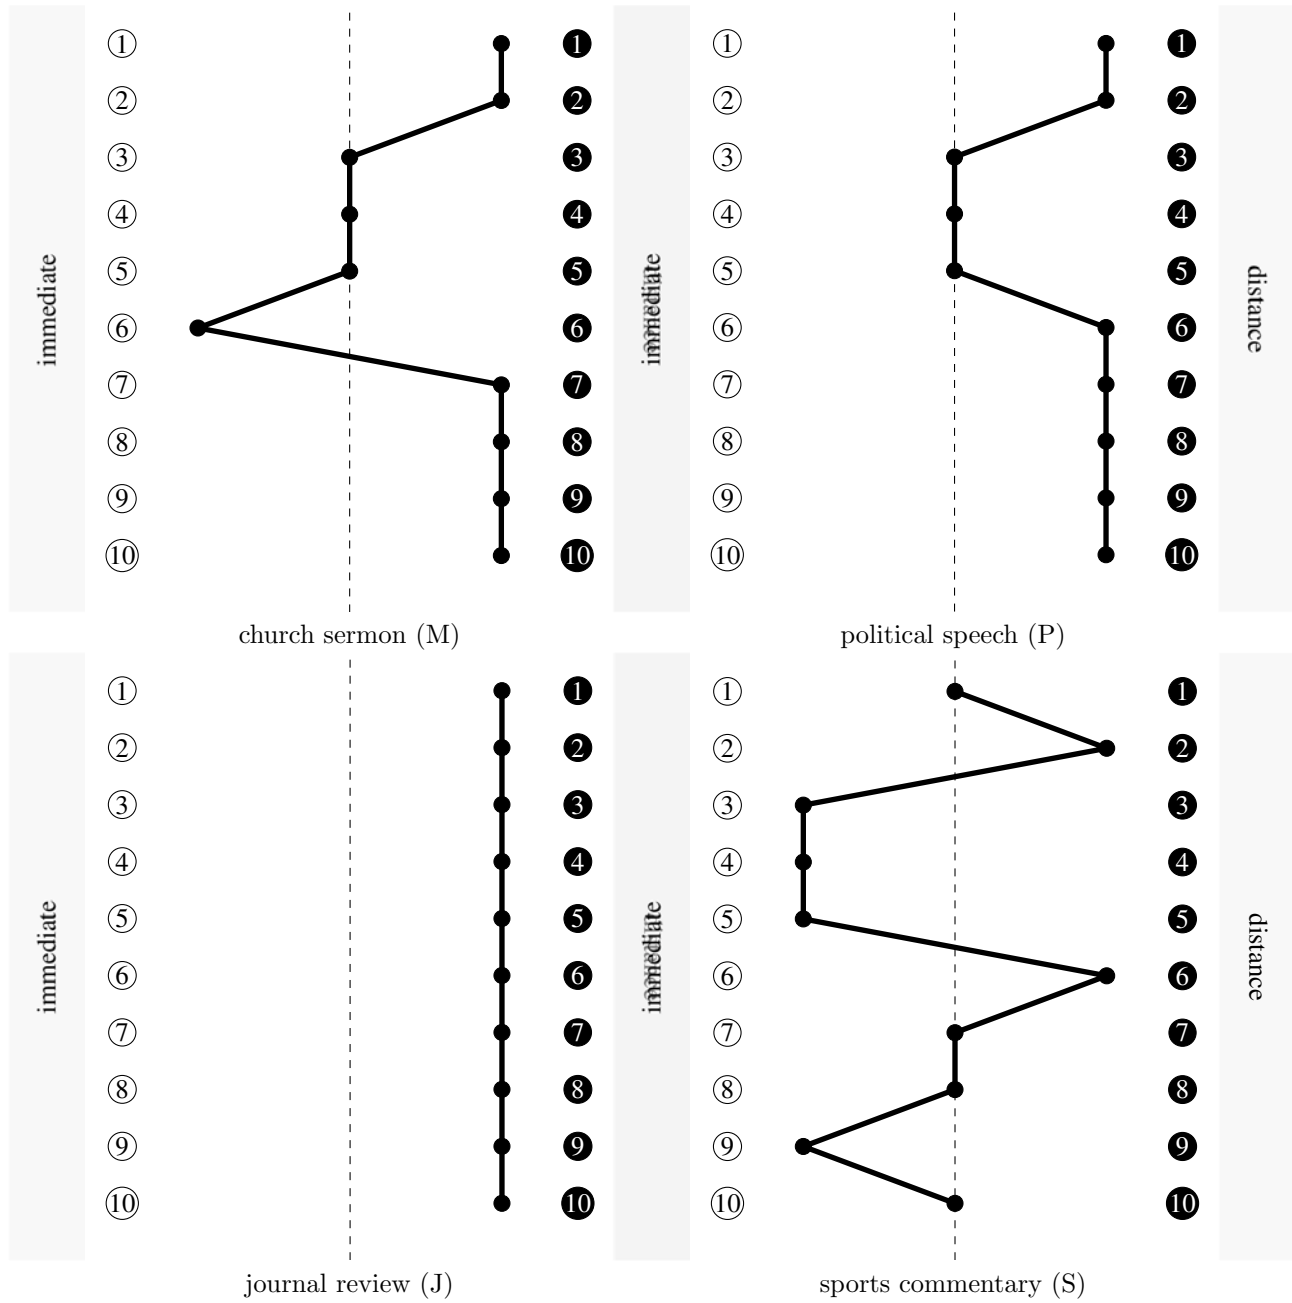 ① ❶ ① ❶
② ❷ ② ❷
③ ❸ ③ ❸
④ ❹ ④ ❹
immediate ⑤ ❺ immediate ⑤ ❺ distance
⑥ ❻ ⑥ ❻
⑦ ❼ ⑦ ❼
⑧ ❽ ⑧ ❽
⑨ ❾ ⑨ ❾
⑩ ❿ ⑩ ❿
church sermon (M) political speech (P)
① ❶ ① ❶
② ❷ ② ❷
③ ❸ ③ ❸
④ ❹ ④ ❹
immediate ⑤ ❺ immediate ⑤ ❺ distance
⑥ ❻ ⑥ ❻
⑦ ❼ ⑦ ❼
⑧ ❽ ⑧ ❽
⑨ ❾ ⑨ ❾
⑩ ❿ ⑩ ❿
journal review (J) sports commentary (S)